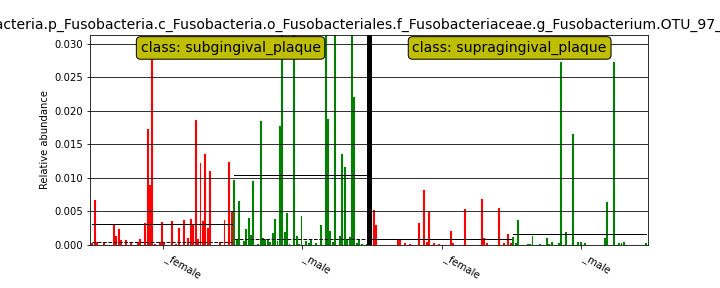 cteria.p_Fusobacteria.c_Fusobacteria.o_Fusobacteriales.f_Fusobacteriaceae.g_Fusobacterium.OTU_97_
class: subgingival_plaque
class: supragingival_plaque
Relative abundance
0.030
0.025
0.020
0.015
0.010
0.005
0.000
_female
_male
_female
_male